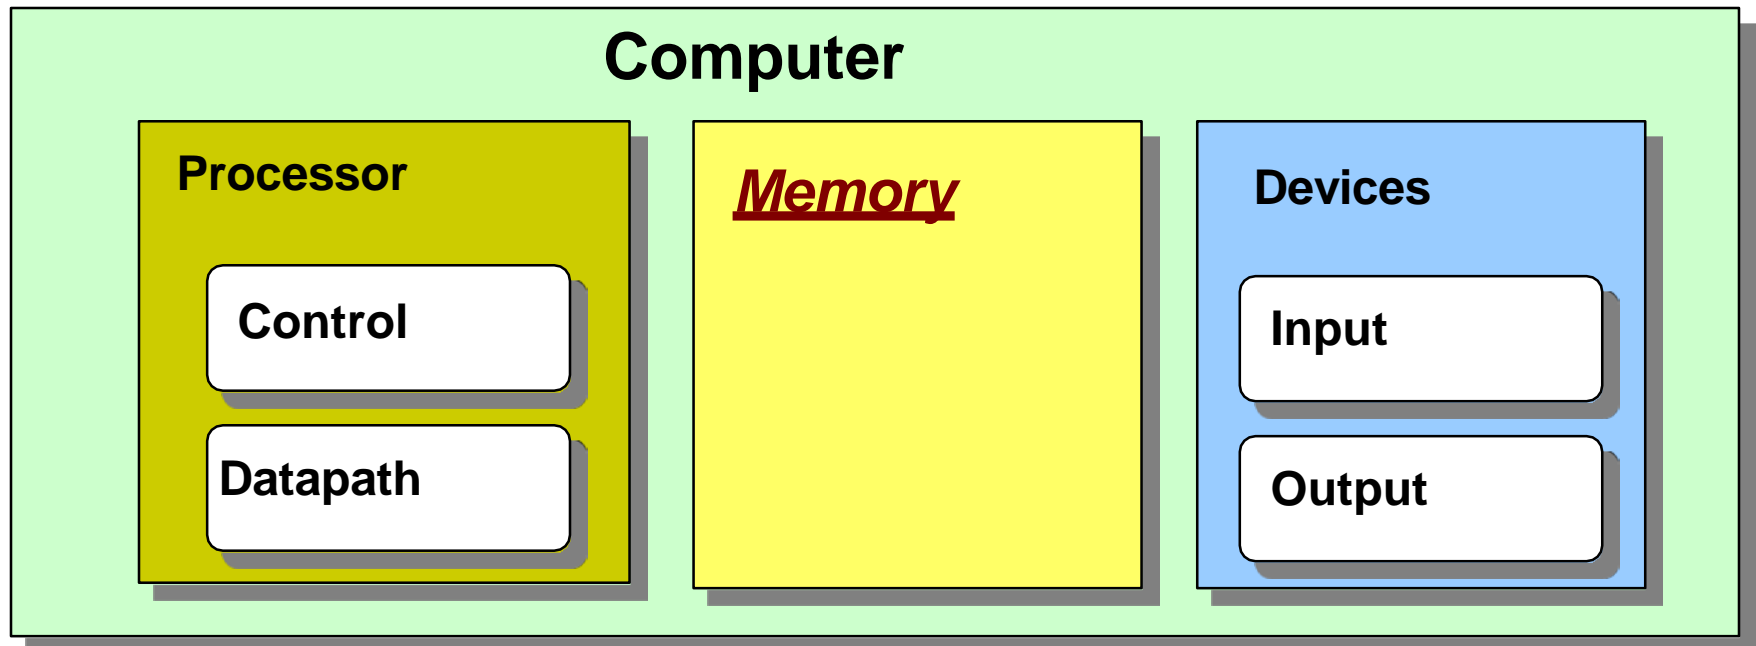 Computer
Processor
Control
Datapath
Memory
Devices
Input
Output